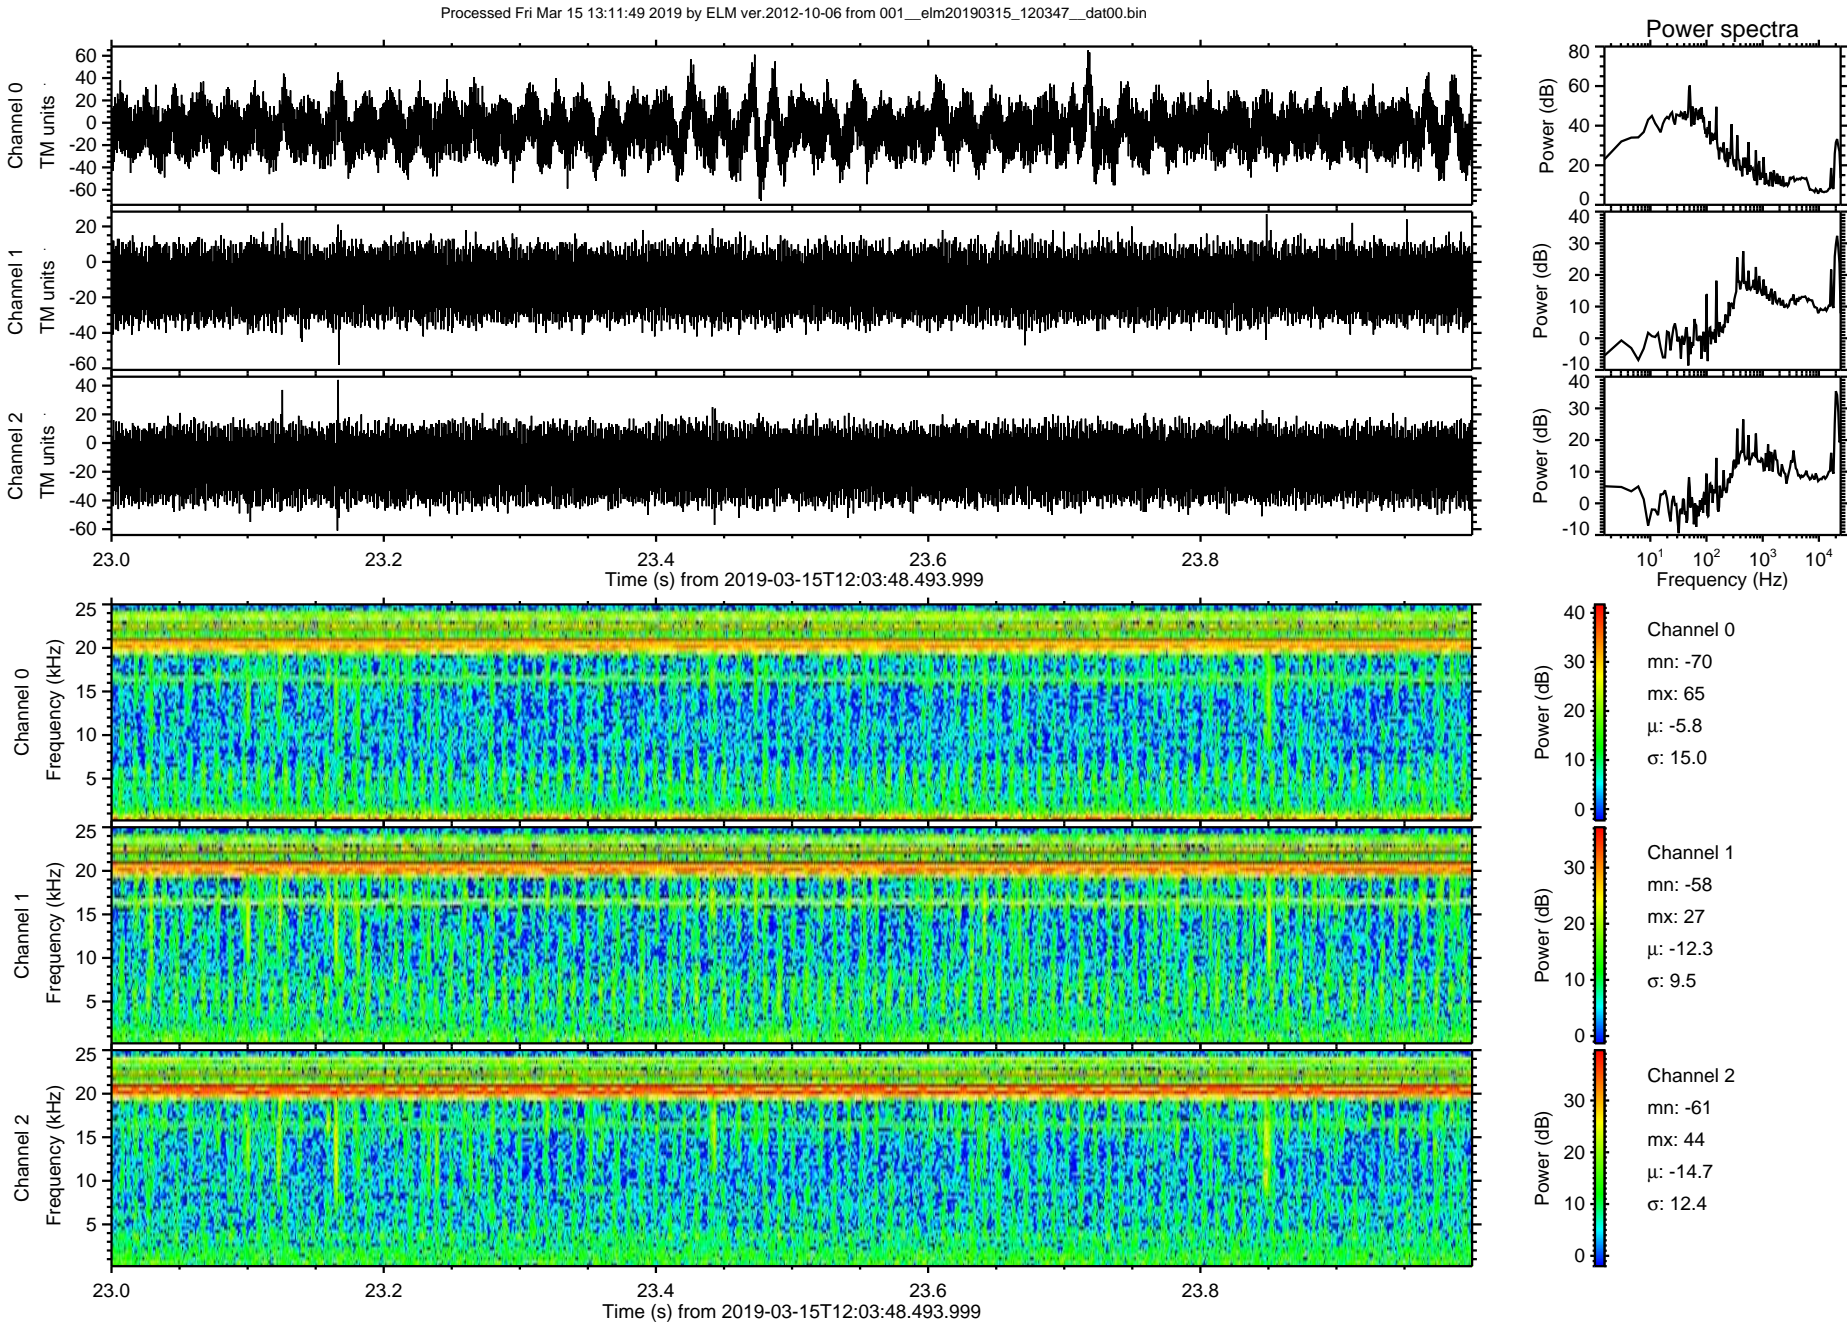 Processed Fri Mar 15 13:11:49 2019 by ELM ver.2012-10-06 from 001__elm20190315_120347__dat00.bin
Power spectra
Channel 0
TM units
60
40
20
0
-20
-40
-60
Power (dB)
80
60
40
20
0
Channel 1
TM units
20
0
-20
-40
-60
Power (dB)
40
30
20
10
0
-10
Channel 2
TM units
40
20
0
-20
-40
-60
Power (dB)
40
30
20
10
0
-10
23.0 23.2 23.4 23.6 23.8
Time (s) from 2019-03-15T12:03:48.493.999
10¹ 10² 10³ 10⁴
Frequency (Hz)
Channel 0
Frequency (kHz)
25
20
15
10
5
Power (dB)
40
30
20
10
0
Channel 0
mn: -70
mx: 65
μ: -5.8
σ: 15.0
Channel 1
Frequency (kHz)
25
20
15
10
5
Power (dB)
30
20
10
0
Channel 1
mn: -58
mx: 27
μ: -12.3
σ: 9.5
Channel 2
Frequency (kHz)
25
20
15
10
5
Power (dB)
30
20
10
0
Channel 2
mn: -61
mx: 44
μ: -14.7
σ: 12.4
23.0 23.2 23.4 23.6 23.8
Time (s) from 2019-03-15T12:03:48.493.999